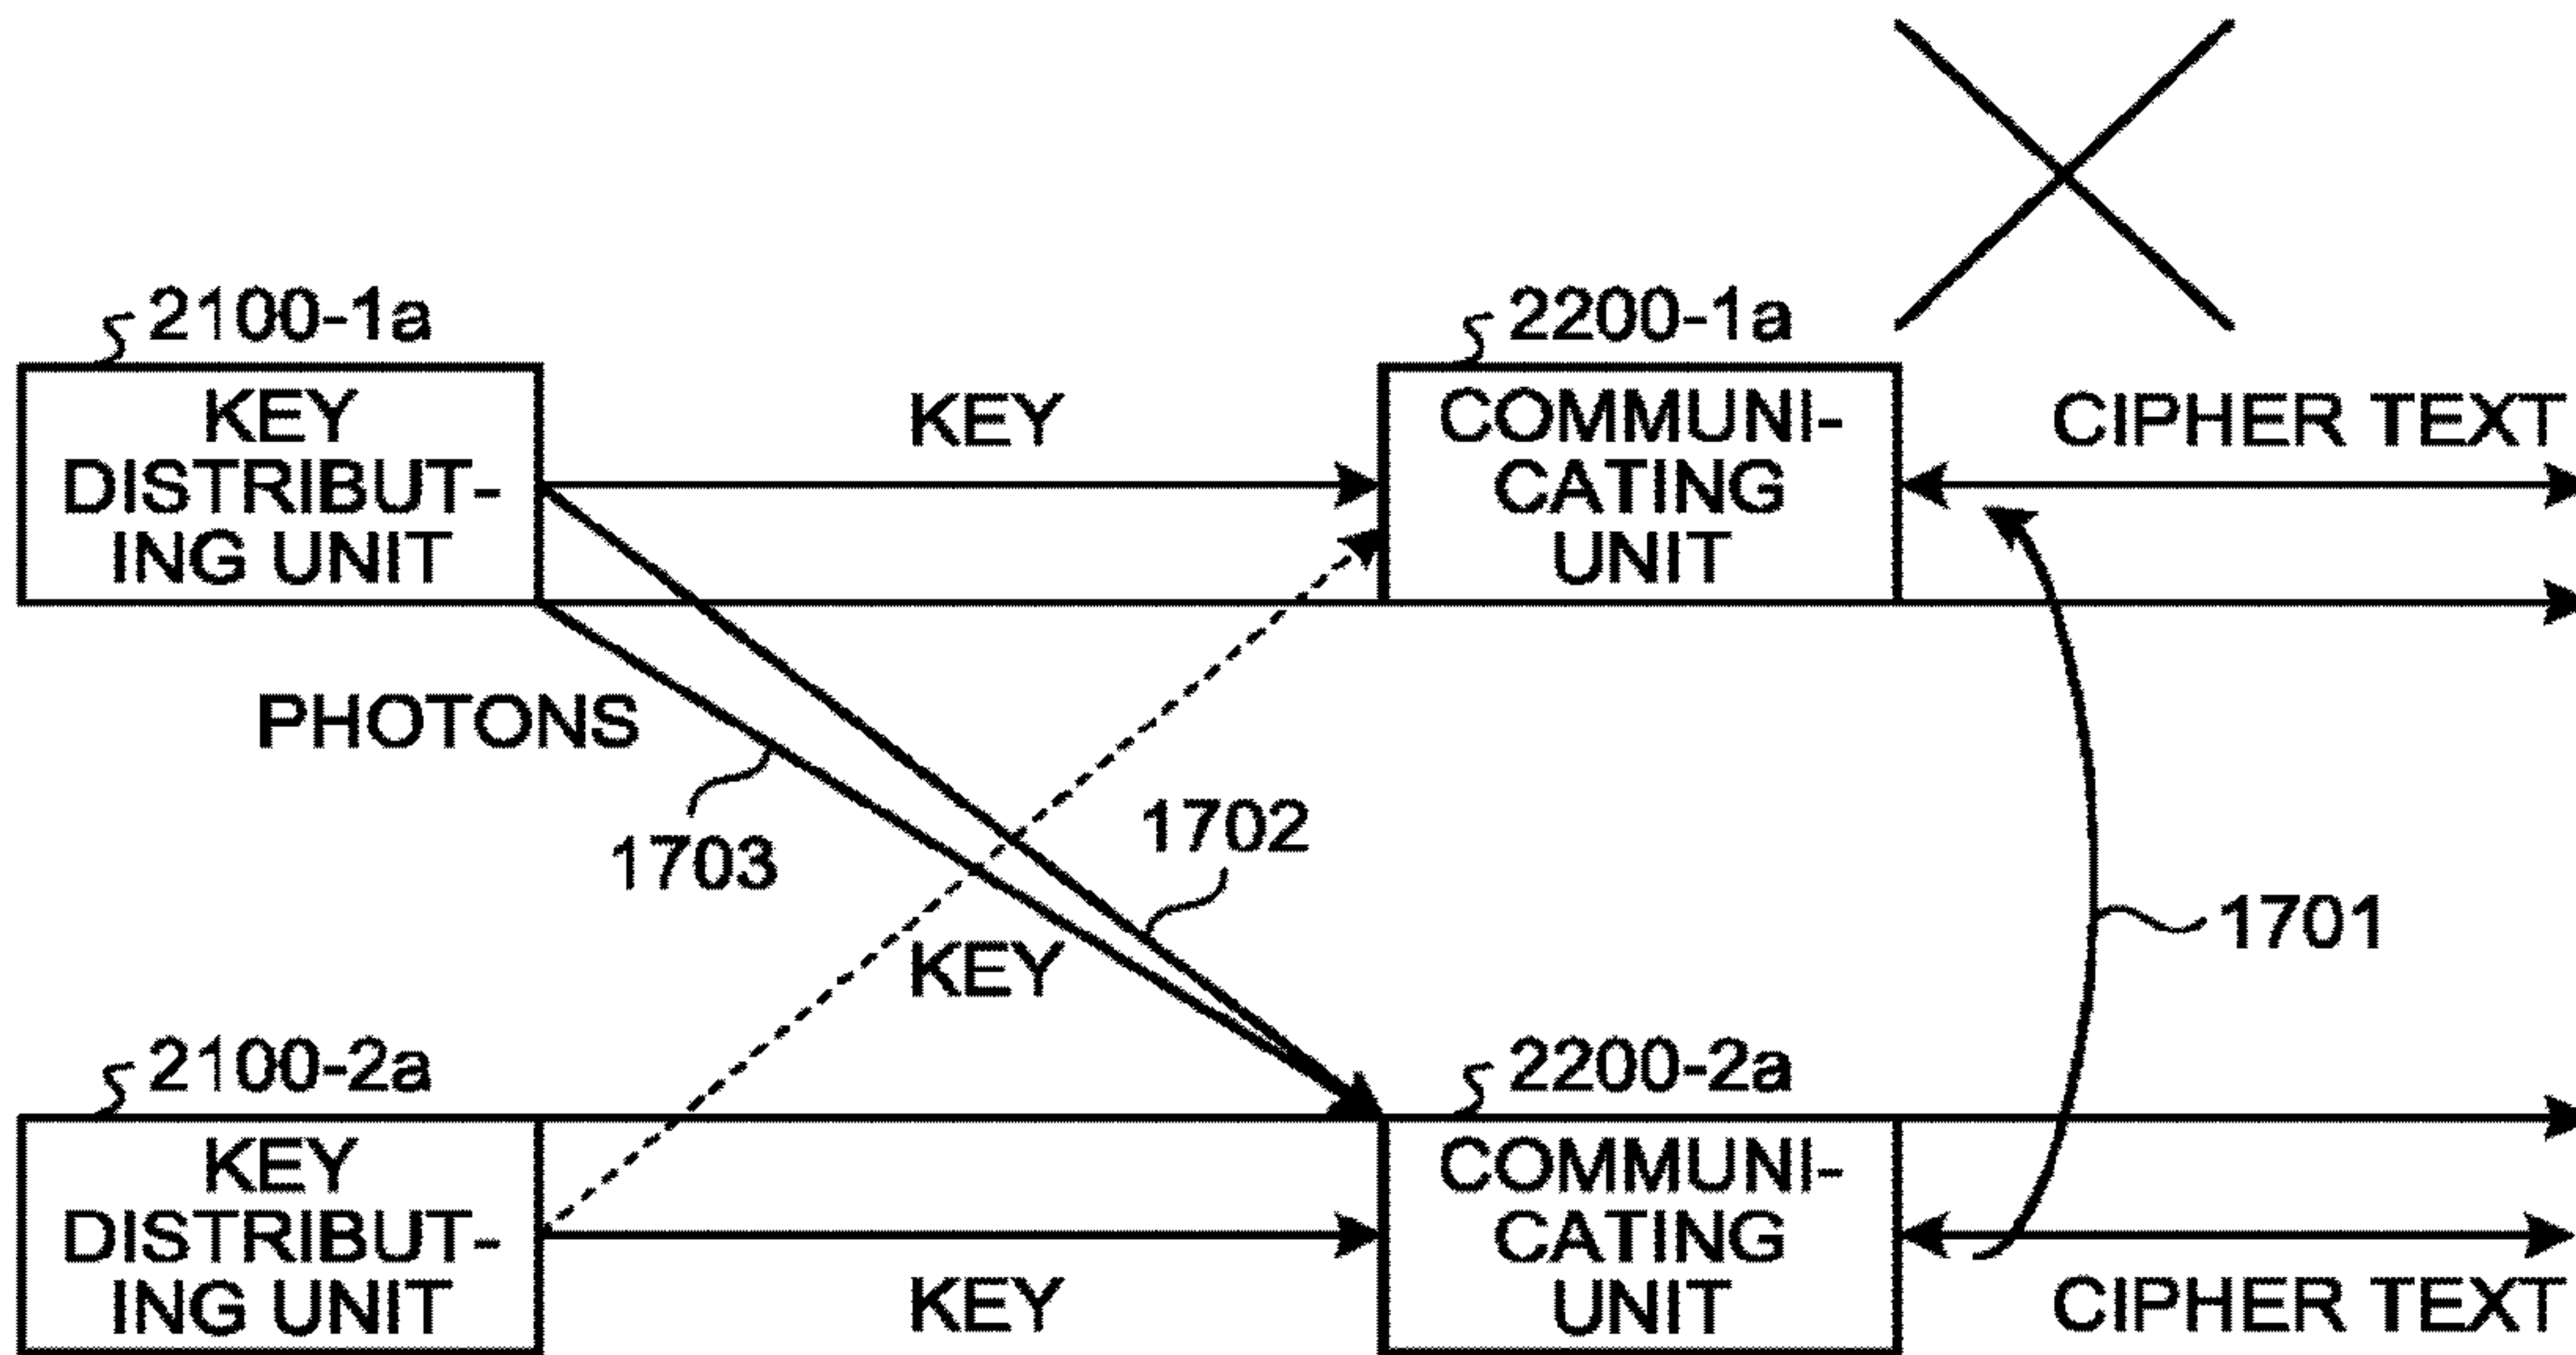 2100-1a
KEY
DISTRIBUT-
ING UNIT
KEY
2200-1a
COMMUNI-
CATING
UNIT
CIPHER TEXT
PHOTONS
1703
1702
KEY
1701
2100-2a
KEY
DISTRIBUT-
ING UNIT
KEY
2200-2a
COMMUNI-
CATING
UNIT
CIPHER TEXT